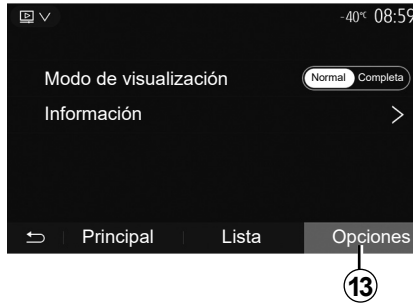 -40°C 08:59
Modo de visualización Normal Completa
Información
Principal Lista Opciones
13